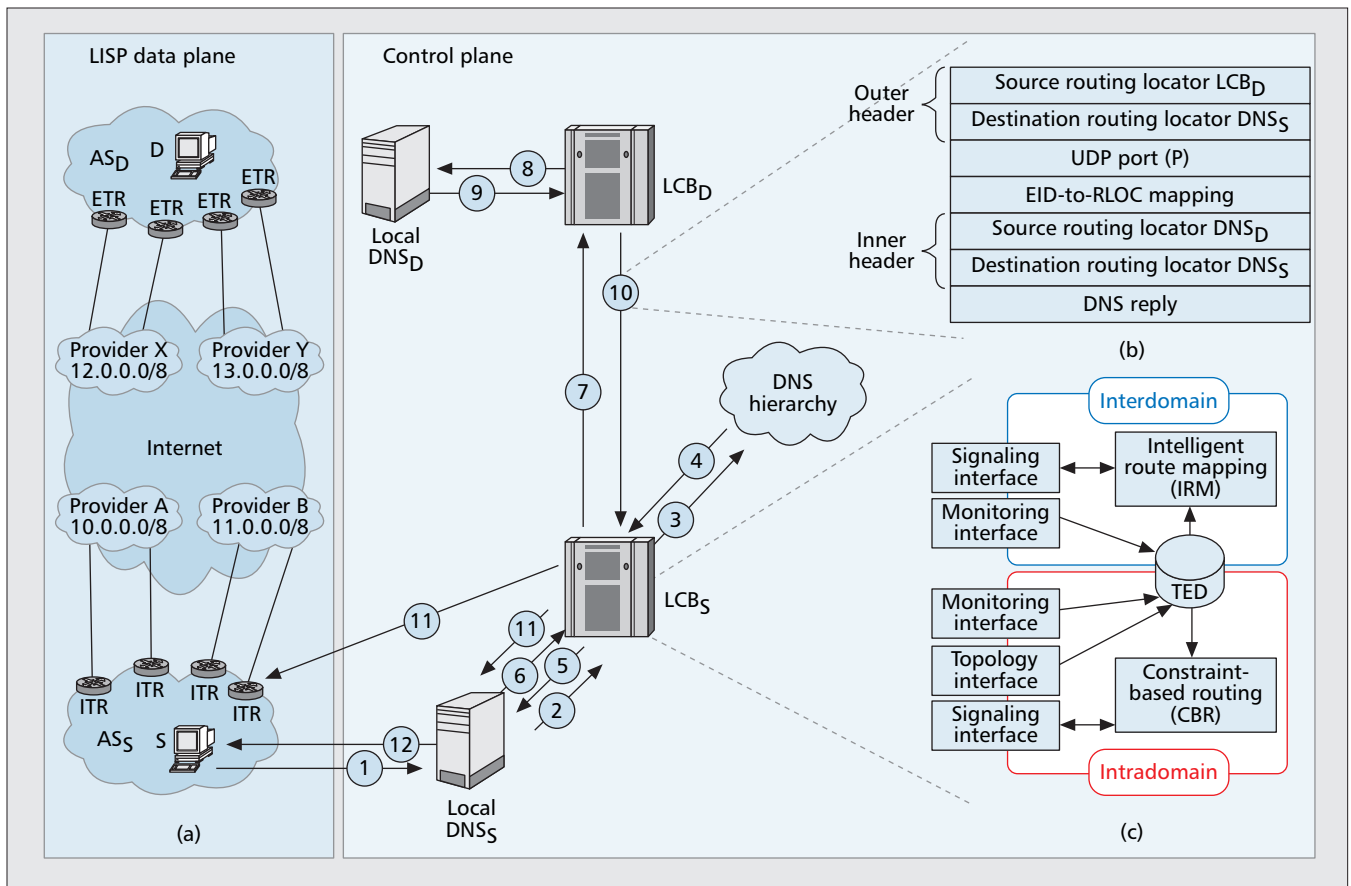 LISP data plane
AS_D
D
ETR
ETR
ETR
ETR
Provider X
12.0.0.0/8
Provider Y
13.0.0.0/8
Internet
Provider A
10.0.0.0/8
Provider B
11.0.0.0/8
ITR
ITR
ITR
ITR
AS_S
S
(a)
Control plane
8
9
LCB_D
Local
DNS_D
10
7
DNS
hierarchy
4
3
LCB_S
11
11
6
5
2
12
1
Local
DNS_S
Outer
header
Source routing locator LCB_D
Destination routing locator DNS_S
UDP port (P)
EID-to-RLOC mapping
Inner
header
Source routing locator DNS_D
Destination routing locator DNS_S
DNS reply
(b)
Interdomain
Signaling
interface
Intelligent
route mapping
(IRM)
Monitoring
interface
TED
Monitoring
interface
Topology
interface
Constraint-
based routing
(CBR)
Signaling
interface
Intradomain
(c)